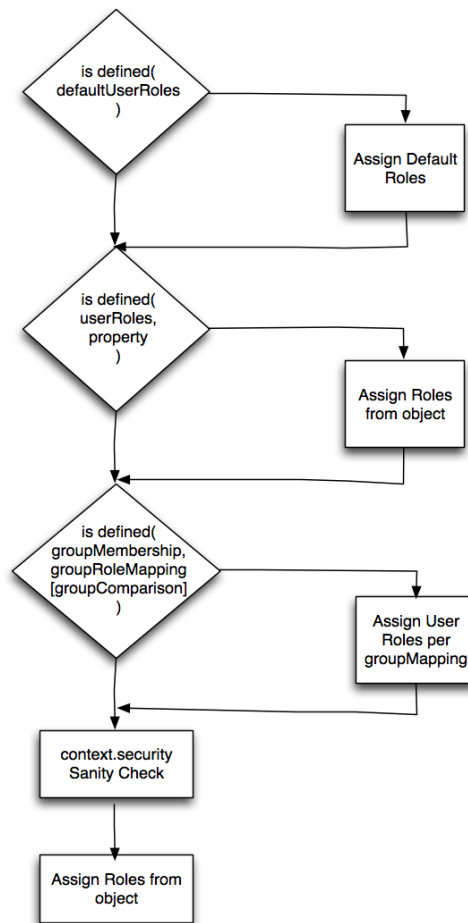 is defined(
defaultUserRoles
)
Assign Default
Roles
is defined(
userRoles,
property
)
Assign Roles
from object
is defined(
groupMembership,
groupRoleMapping
[groupComparison]
)
Assign User
Roles per
groupMapping
context.security
Sanity Check
Assign Roles from
object